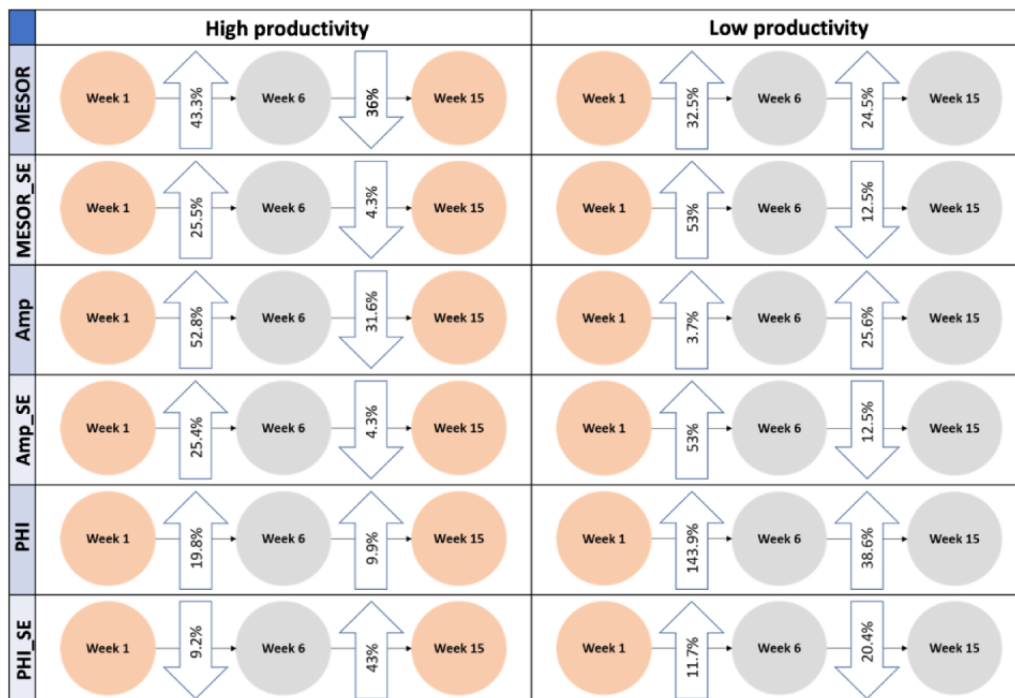 High productivity Low productivity
MESOR Week 1 43.3% Week 6 36% Week 15 Week 1 32.5% Week 6 24.5% Week 15
MESOR_SE Week 1 25.5% Week 6 4.3% Week 15 Week 1 53% Week 6 12.5% Week 15
Amp Week 1 52.8% Week 6 31.6% Week 15 Week 1 3.7% Week 6 25.6% Week 15
Amp_SE Week 1 25.4% Week 6 4.3% Week 15 Week 1 53% Week 6 12.5% Week 15
PHI Week 1 19.8% Week 6 9.9% Week 15 Week 1 143.9% Week 6 38.6% Week 15
PHI_SE Week 1 9.2% Week 6 43% Week 15 Week 1 11.7% Week 6 20.4% Week 15